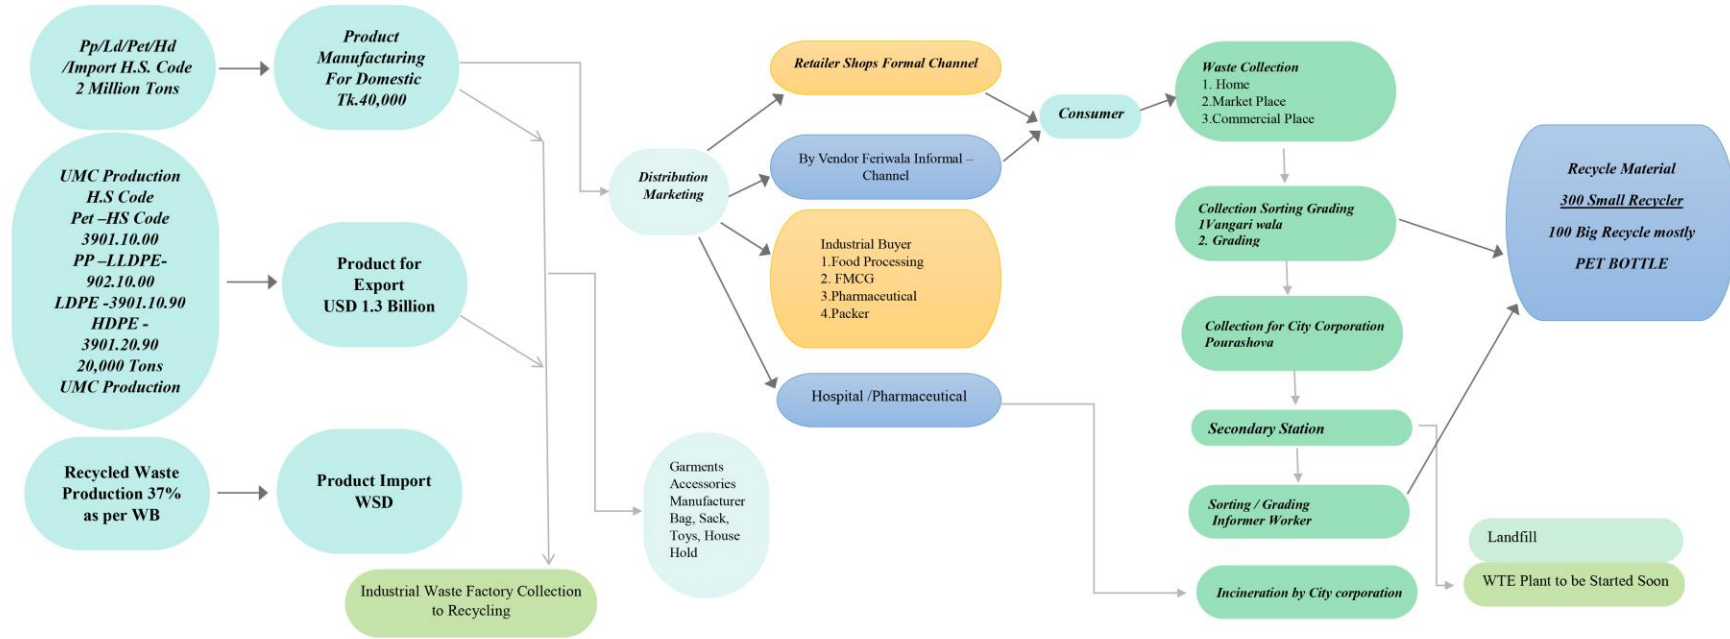 Pp/Ld/Pet/Hd
/Import H.S. Code
2 Million Tons
Product
Manufacturing
For Domestic
Tk.40,000
UMC Production
H.S Code
Pet –HS Code
3901.10.00
PP –LLDPE-
902.10.00
LDPE -3901.10.90
HDPE -
3901.20.90
20,000 Tons
UMC Production
Product for
Export
USD 1.3 Billion
Recycled Waste
Production 37%
as per WB
Product Import
WSD
Industrial Waste Factory Collection
to Recycling
Distribution
Marketing
Garments
Accessories
Manufacturer
Bag, Sack,
Toys, House
Hold
Retailer Shops Formal Channel
By Vendor Feriwala Informal –
Channel
Industrial Buyer
1.Food Processing
2. FMCG
3.Pharmaceutical
4.Packer
Hospital /Pharmaceutical
Consumer
Waste Collection
1. Home
2.Market Place
3.Commercial Place
Collection Sorting Grading
1Vangari wala
2. Grading
Collection for City Corporation
Pourashova
Secondary Station
Sorting / Grading
Informer Worker
Incineration by City corporation
Recycle Material
300 Small Recycler
100 Big Recycle mostly
PET BOTTLE
Landfill
WTE Plant to be Started Soon